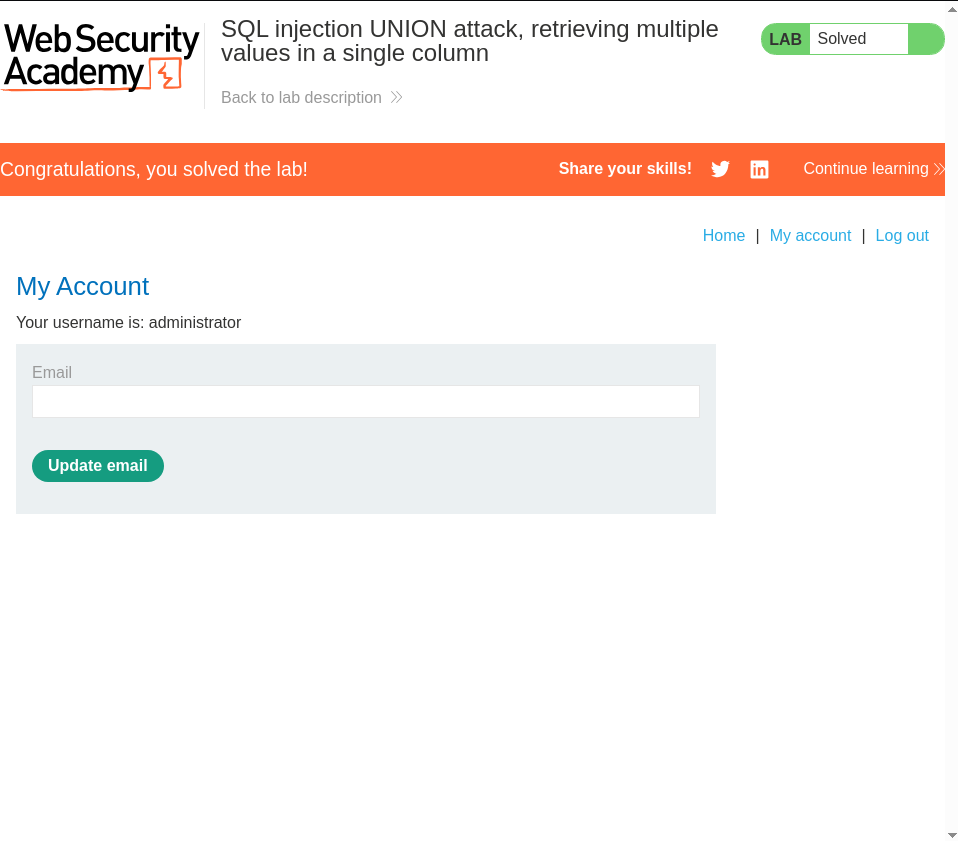 Web Security
Academy
SQL injection UNION attack, retrieving multiple
values in a single column
Back to lab description
LAB Solved
Congratulations, you solved the lab!
Share your skills!
Continue learning
Home | My account | Log out
My Account
Your username is: administrator
Email
Update email